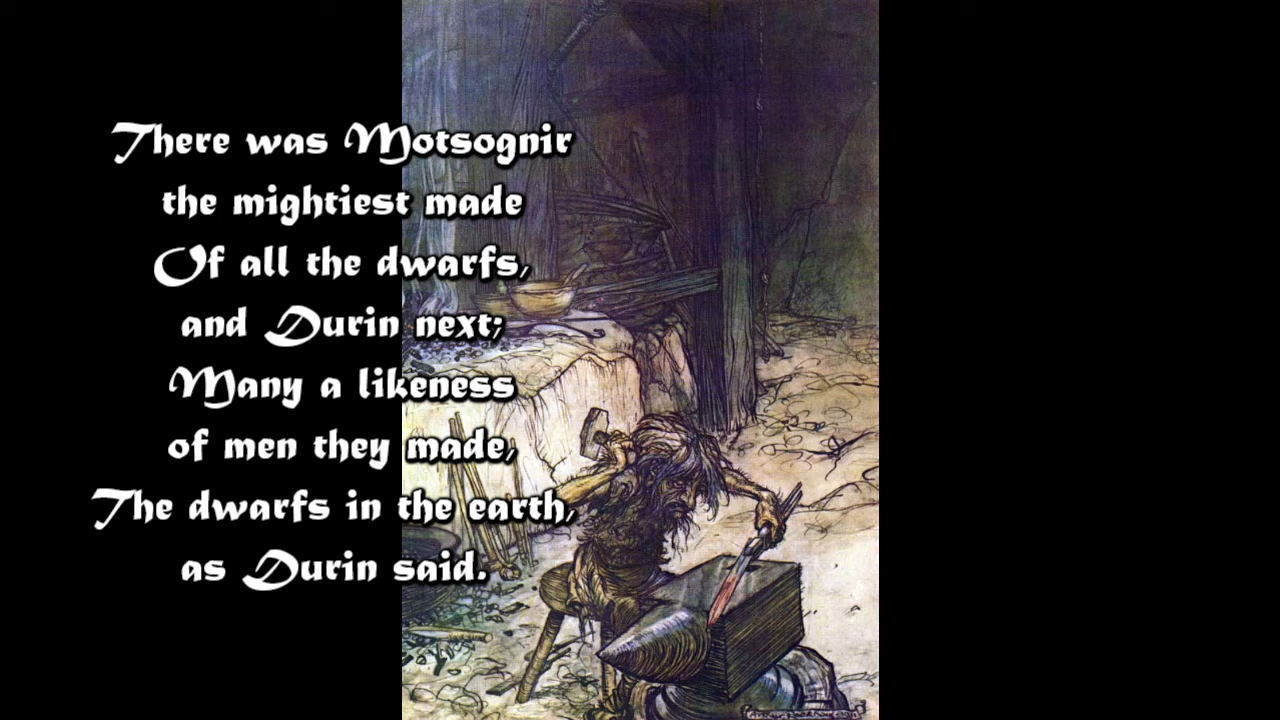 There was Motsognir
the mightiest made
Of all the dwarfs,
and Durin next;
Many a likeness
of men they made,
The dwarfs in the earth,
as Durin said.